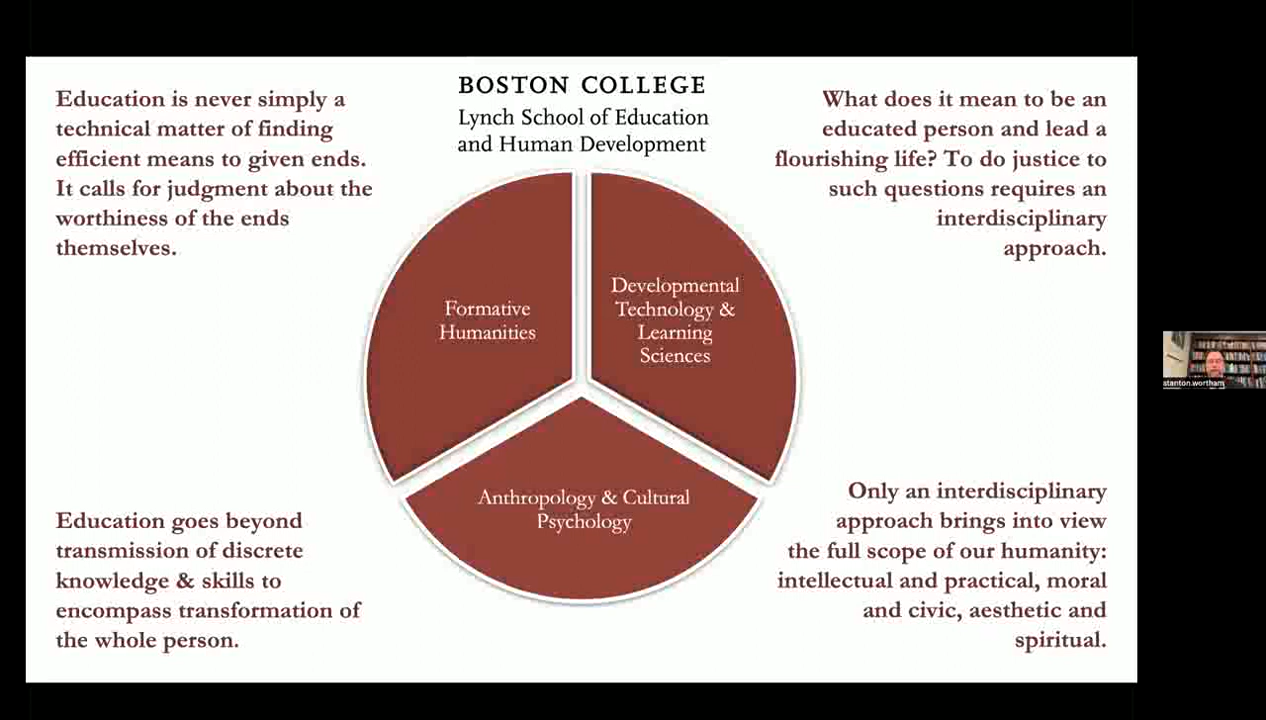 BOSTON COLLEGE
Lynch School of Education
and Human Development
Education is never simply a
technical matter of finding
efficient means to given ends.
It calls for judgment about the
worthiness of the ends
themselves.
What does it mean to be an
educated person and lead a
flourishing life? To do justice to
such questions requires an
interdisciplinary
approach.
Formative
Humanities
Developmental
Technology &
Learning
Sciences
Anthropology & Cultural
Psychology
Education goes beyond
transmission of discrete
knowledge & skills to
encompass transformation of
the whole person.
Only an interdisciplinary
approach brings into view
the full scope of our humanity:
intellectual and practical, moral
and civic, aesthetic and
spiritual.
stanton.wortham